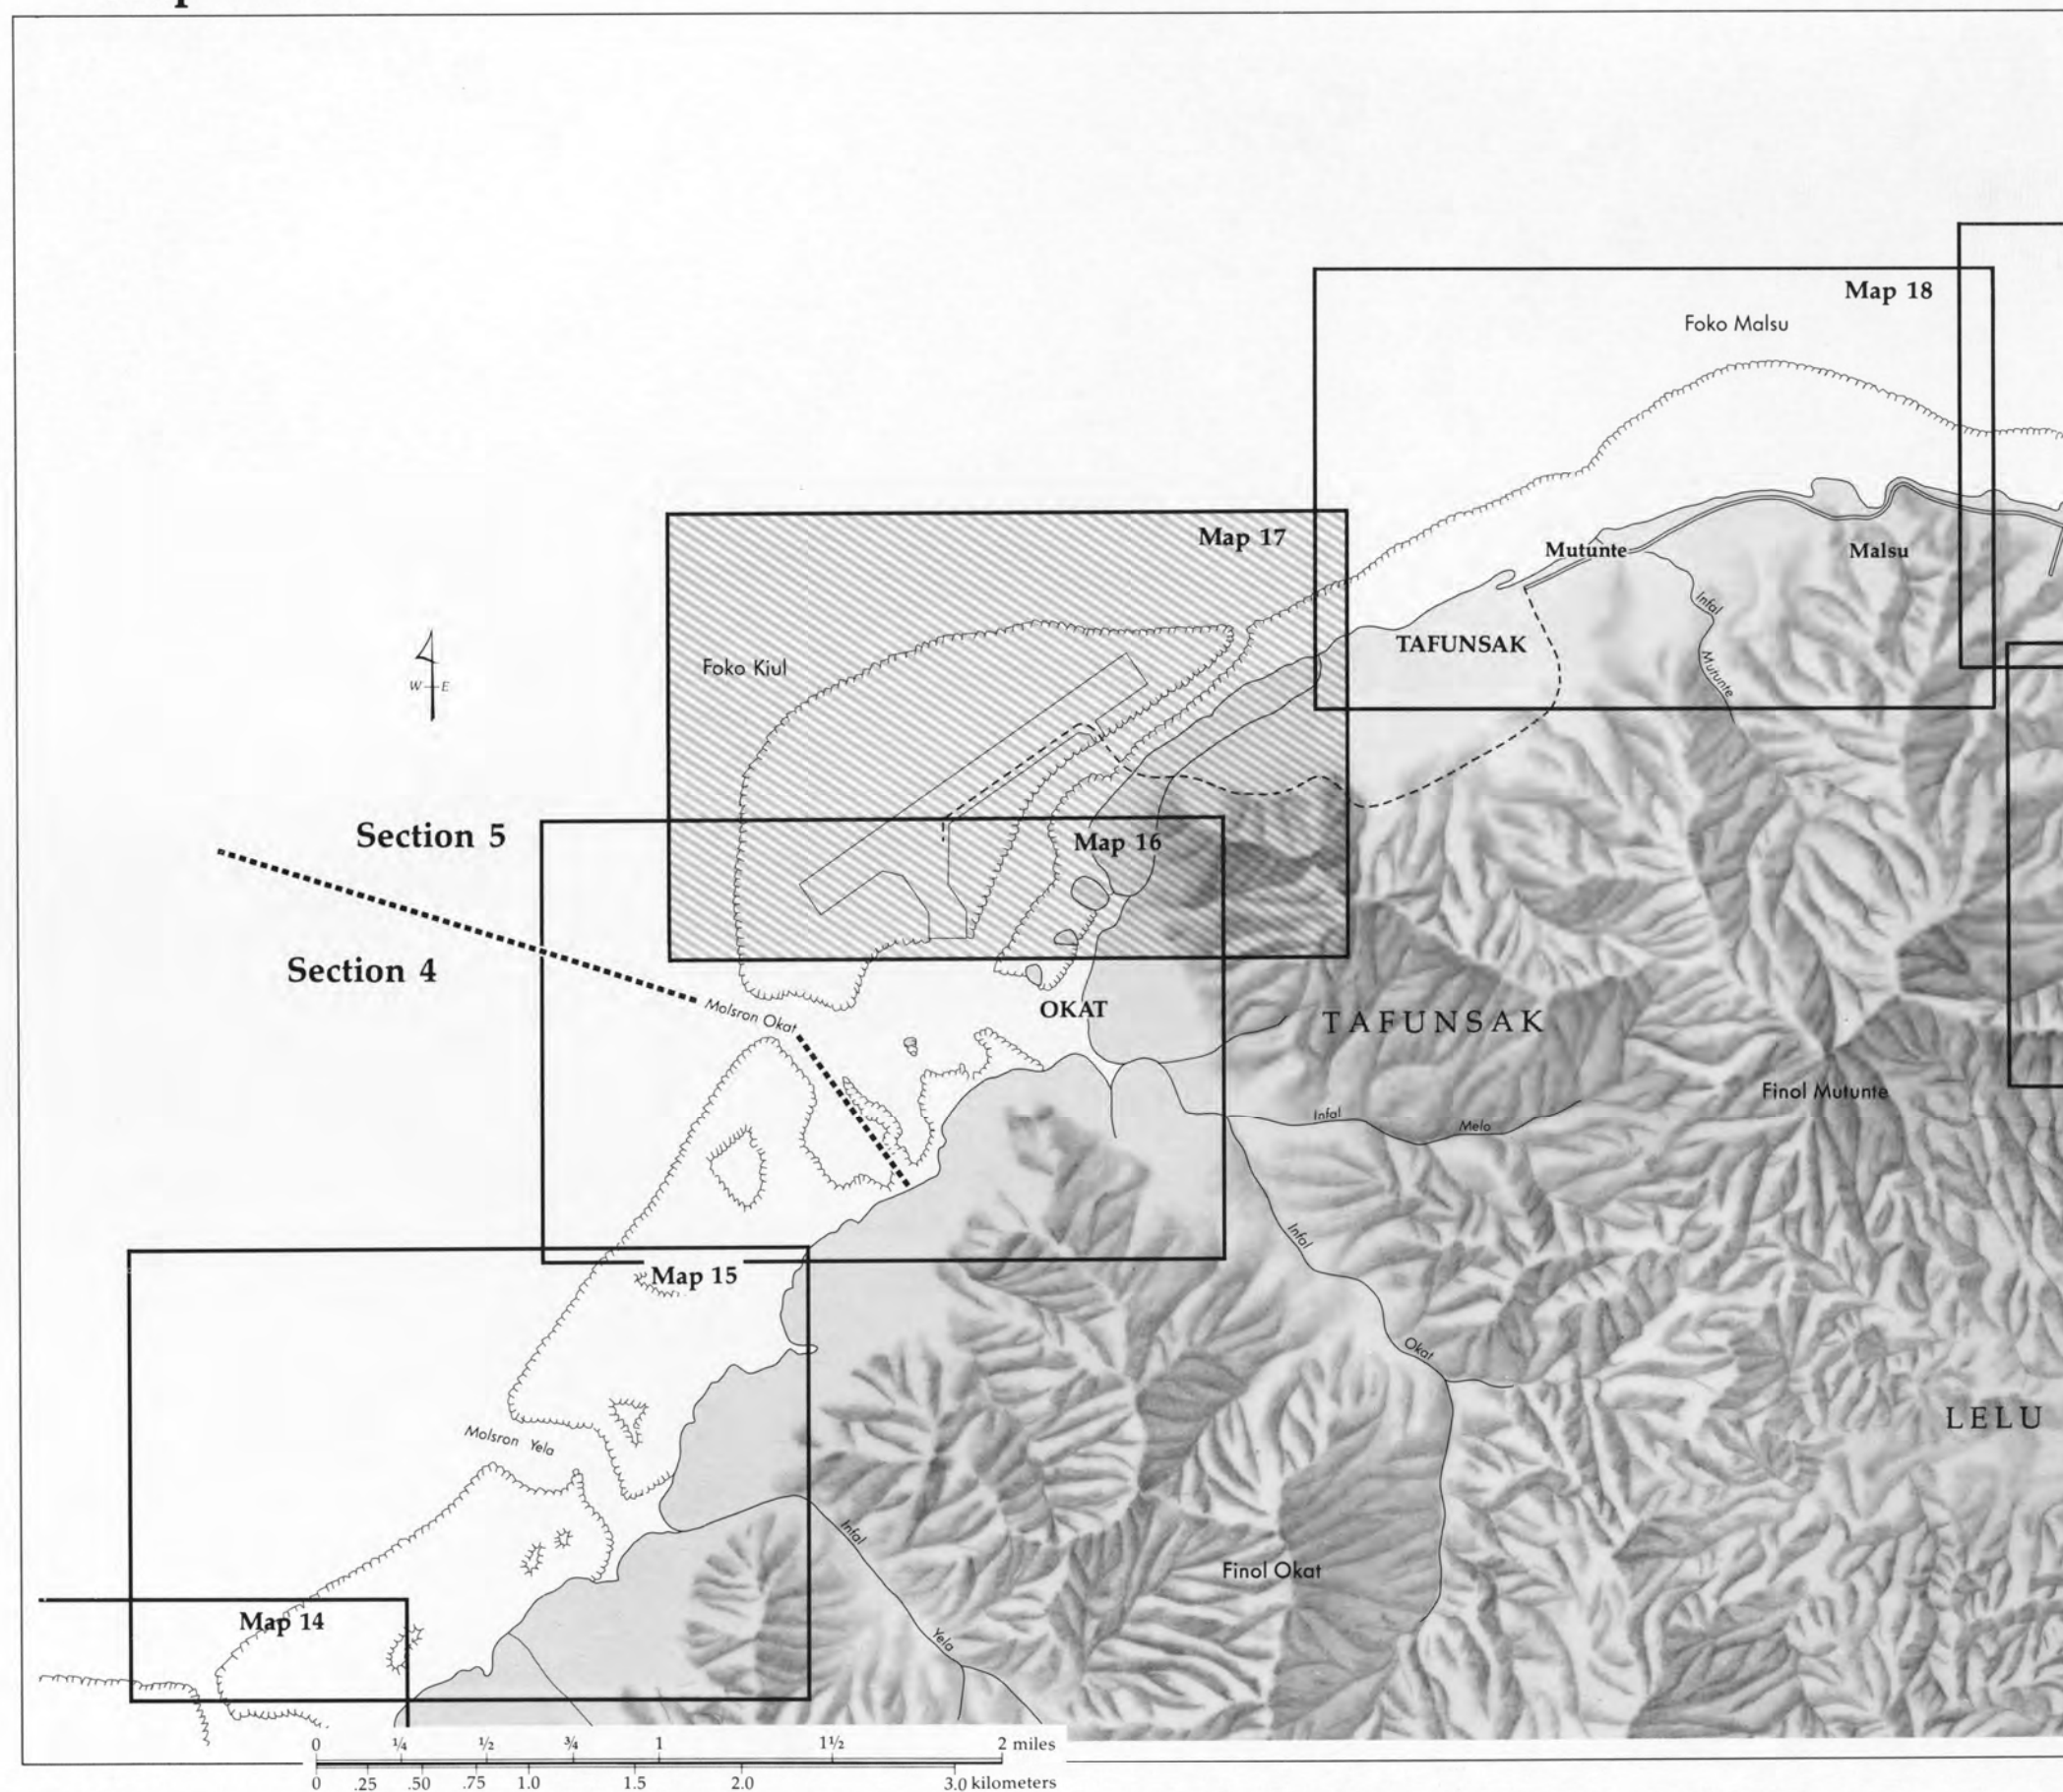 Map 18
Foko Malsu
Map 17
Mutunte
Malsu
Infal
Mutunte
TAFUNSAK
Foko Kiul
W E
Section 5
Map 16
Section 4
Molsron Okat
OKAT
TAFUNSAK
Finol Mutunte
Infal
Melo
Infal
Okat
Map 15
LELU
Molsron Yela
Infal
Yela
Finol Okat
Map 14
0 1/4 1/2 3/4 1 1 1/2 2 miles
0 .25 .50 .75 1.0 1.5 2.0 3.0 kilometers